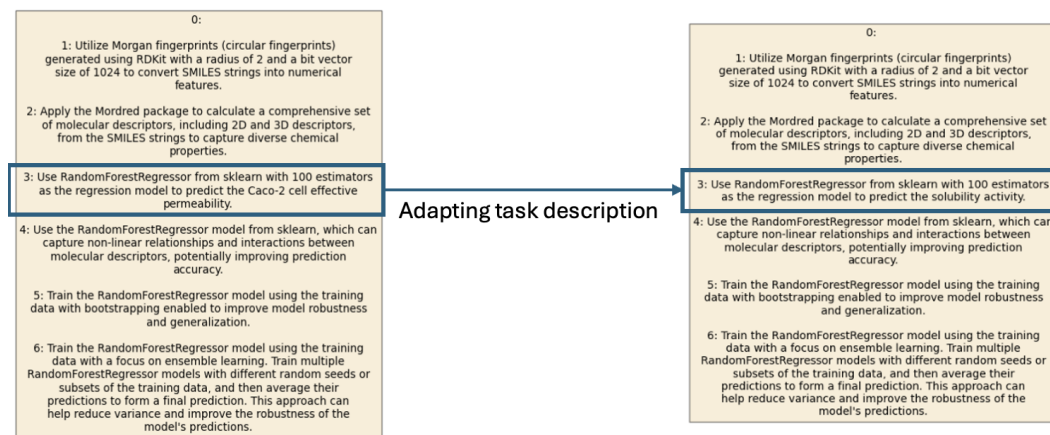 0:
1: Utilize Morgan fingerprints (circular fingerprints)
generated using RDKit with a radius of 2 and a bit vector
size of 1024 to convert SMILES strings into numerical
features.
2: Apply the Mordred package to calculate a comprehensive set
of molecular descriptors, including 2D and 3D descriptors,
from the SMILES strings to capture diverse chemical
properties.
3: Use RandomForestRegressor from sklearn with 100 estimators
as the regression model to predict the Caco-2 cell effective
permeability.
4: Use the RandomForestRegressor model from sklearn, which can
capture non-linear relationships and interactions between
molecular descriptors, potentially improving prediction
accuracy.
5: Train the RandomForestRegressor model using the training
data with bootstrapping enabled to improve model robustness
and generalization.
6: Train the RandomForestRegressor model using the training
data with a focus on ensemble learning. Train multiple
RandomForestRegressor models with different random seeds or
subsets of the training data, and then average their
predictions to form a final prediction. This approach can
help reduce variance and improve the robustness of the
model's predictions.
Adapting task description
0:
1: Utilize Morgan fingerprints (circular fingerprints)
generated using RDKit with a radius of 2 and a bit vector
size of 1024 to convert SMILES strings into numerical
features.
2: Apply the Mordred package to calculate a comprehensive set
of molecular descriptors, including 2D and 3D descriptors,
from the SMILES strings to capture diverse chemical
properties.
3: Use RandomForestRegressor from sklearn with 100 estimators
as the regression model to predict the solubility activity.
4: Use the RandomForestRegressor model from sklearn, which can
capture non-linear relationships and interactions between
molecular descriptors, potentially improving prediction
accuracy.
5: Train the RandomForestRegressor model using the training
data with bootstrapping enabled to improve model robustness
and generalization.
6: Train the RandomForestRegressor model using the training
data with a focus on ensemble learning. Train multiple
RandomForestRegressor models with different random seeds or
subsets of the training data, and then average their
predictions to form a final prediction. This approach can
help reduce variance and improve the robustness of the
model's predictions.